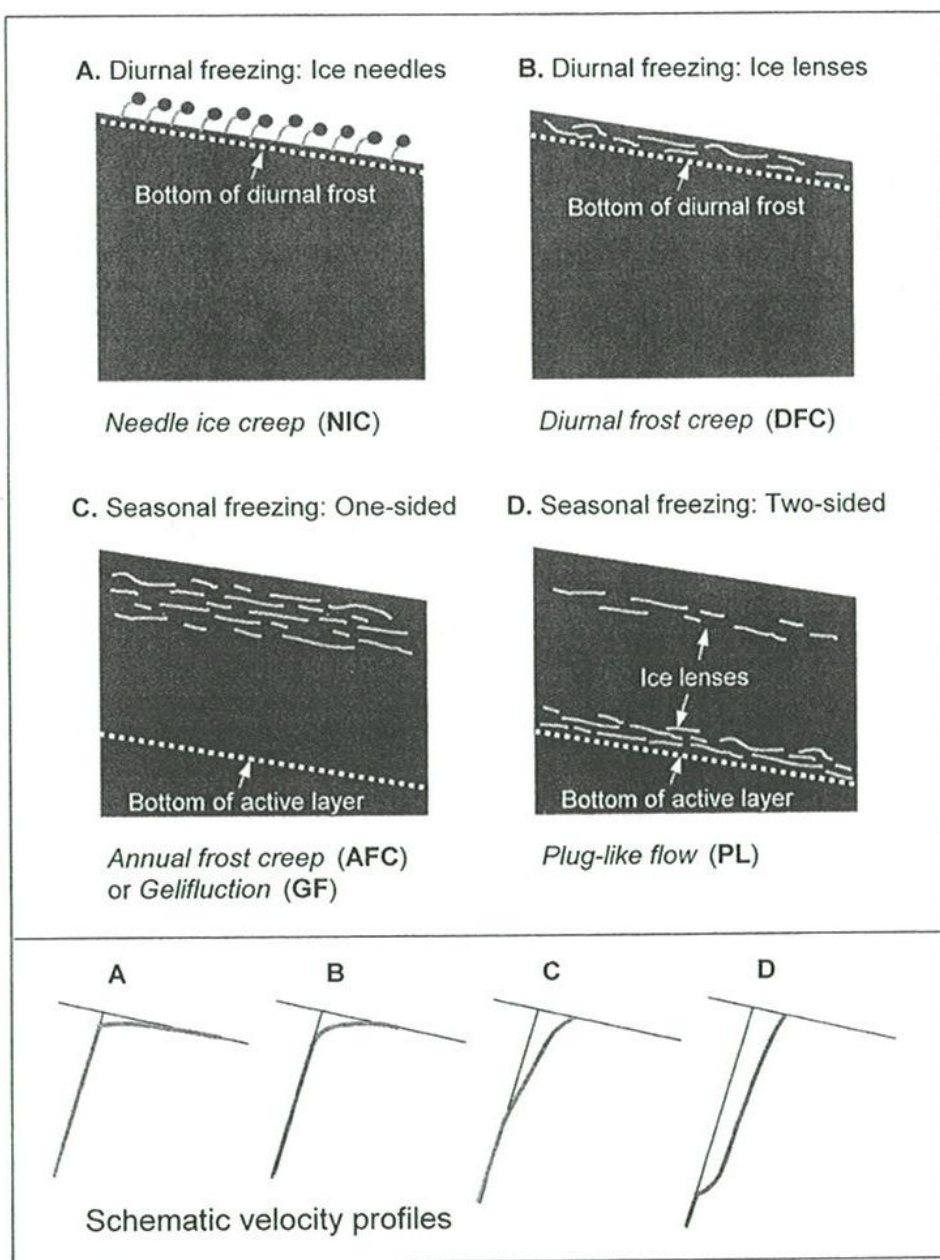 A. Diurnal freezing: Ice needles
Bottom of diurnal frost
Needle ice creep (NIC)
B. Diurnal freezing: Ice lenses
Bottom of diurnal frost
Diurnal frost creep (DFC)
C. Seasonal freezing: One-sided
Bottom of active layer
Annual frost creep (AFC)
or Gelifluction (GF)
D. Seasonal freezing: Two-sided
Ice lenses
Bottom of active layer
Plug-like flow (PL)
A
B
C
D
Schematic velocity profiles